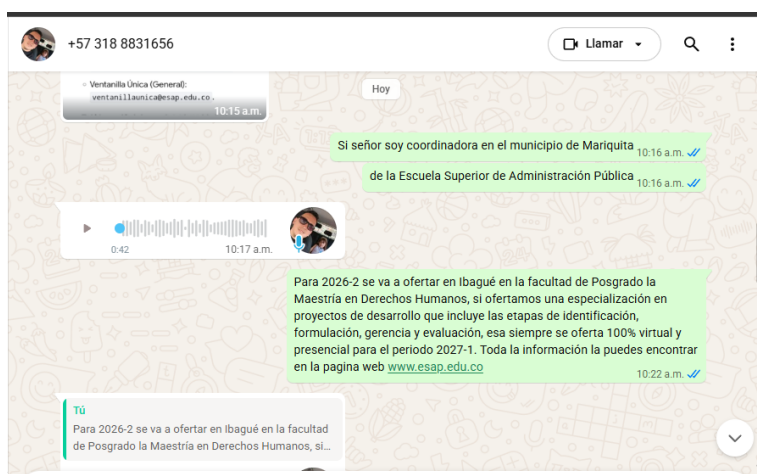 +57 318 8831656
Llamar
Ventanilla Única (General):
ventanillaunica@esap.edu.co.
10:15 a.m.
Hoy
Si señor soy coordinadora en el municipio de Mariquita
10:16 a.m.
de la Escuela Superior de Administración Pública
10:16 a.m.
0:42
10:17 a.m.
Para 2026-2 se va a ofertar en Ibagué en la facultad de Posgrado la
Maestría en Derechos Humanos, si ofertamos una especialización en
proyectos de desarrollo que incluye las etapas de identificación,
formulación, gerencia y evaluación, esa siempre se oferta 100% virtual y
presencial para el periodo 2027-1. Toda la información la puedes encontrar
en la pagina web www.esap.edu.co
10:22 a.m.
Tú
Para 2026-2 se va a ofertar en Ibagué en la facultad
de Posgrado la Maestría en Derechos Humanos, si...